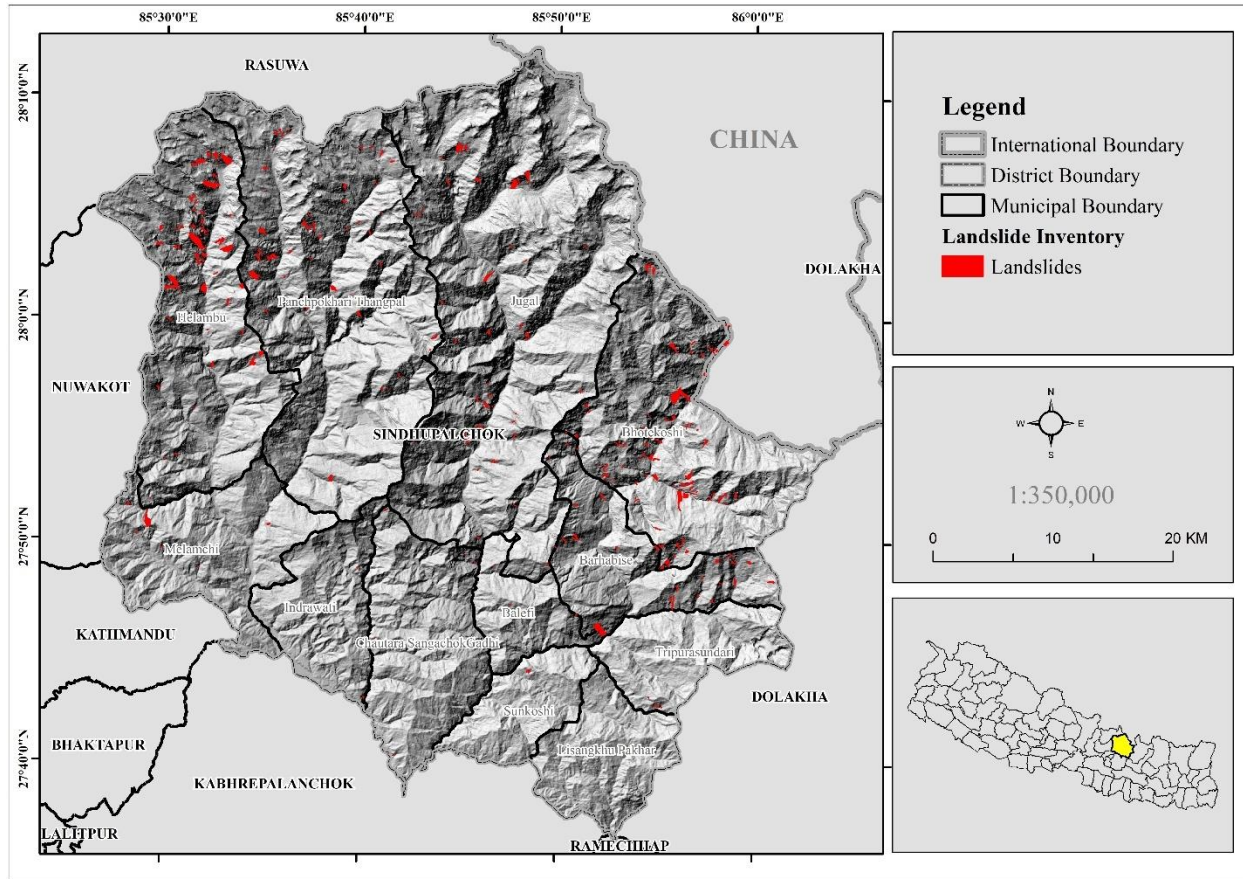 85°30'0"E
85°40'0"E
85°50'0"E
86°0'0"E
28°10'0"N
28°0'0"N
27°50'0"N
27°40'0"N
RASUWA
CHINA
DOLAKHA
NUWAKOT
Helambu
Panchpokhari Thangpal
Jugal
SINDHUPALCHOK
Bhotekoshi
Melamchi
Barhabise
Indrawati
Balefi
Chautara SangachokGadhi
Tripurasundari
KATHMANDU
DOLAKHA
Sunkoshi
Lisangkhu Pakhar
BHAKTAPUR
KABHREPALANCHOK
LALITPUR
RAMECHHAP
Legend
International Boundary
District Boundary
Municipal Boundary
Landslide Inventory
Landslides
N
W E
S
1:350,000
0 10 20 KM